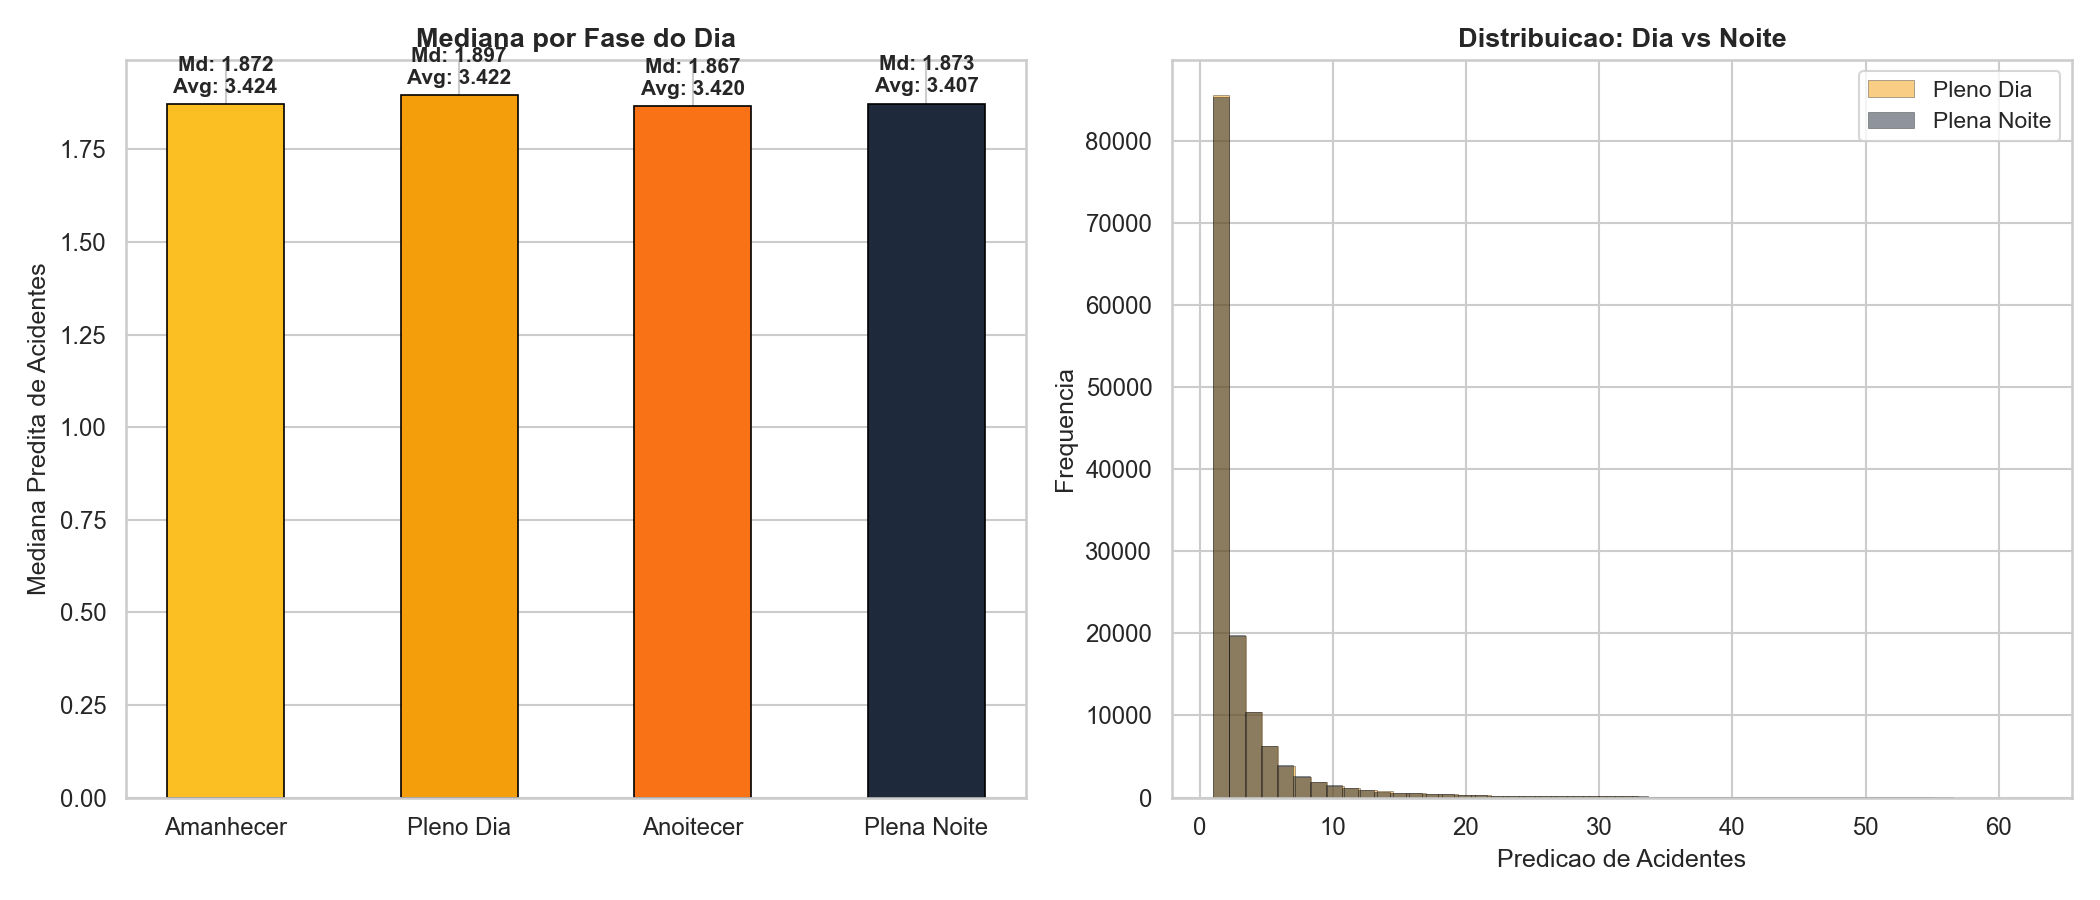 Mediana por Fase do Dia
Md: 1.872
Avg: 3.424
Md: 1.897
Avg: 3.422
Md: 1.867
Avg: 3.420
Md: 1.873
Avg: 3.407
Mediana Predita de Acidentes
1.75
1.50
1.25
1.00
0.75
0.50
0.25
0.00
Amanhecer
Pleno Dia
Anoitecer
Plena Noite
Distribuicao: Dia vs Noite
Pleno Dia
Plena Noite
Frequencia
80000
70000
60000
50000
40000
30000
20000
10000
0
0
10
20
30
40
50
60
Predicao de Acidentes